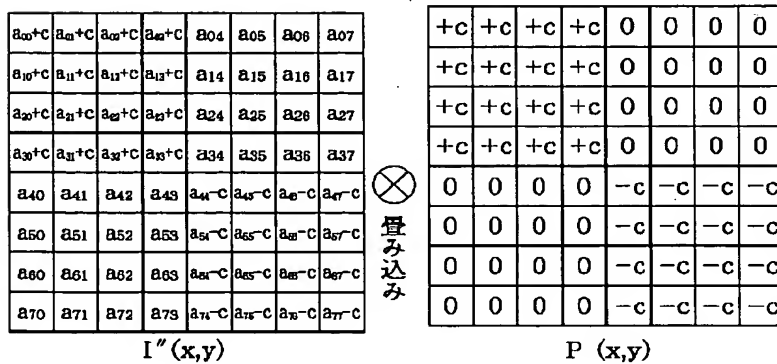 a00+c a01+c a02+c a03+c a04 a05 a06 a07
a10+c a11+c a12+c a13+c a14 a15 a16 a17
a20+c a21+c a22+c a23+c a24 a25 a26 a27
a30+c a31+c a32+c a33+c a34 a35 a36 a37
a40 a41 a42 a43 a44-c a45-c a46-c a47-c
a50 a51 a52 a53 a54-c a55-c a56-c a57-c
a60 a61 a62 a63 a64-c a65-c a66-c a67-c
a70 a71 a72 a73 a74-c a75-c a76-c a77-c
I″(x,y)
⊗
畳み込み
+c +c +c +c 0 0 0 0
+c +c +c +c 0 0 0 0
+c +c +c +c 0 0 0 0
+c +c +c +c 0 0 0 0
0 0 0 0 -c -c -c -c
0 0 0 0 -c -c -c -c
0 0 0 0 -c -c -c -c
0 0 0 0 -c -c -c -c
P (x,y)